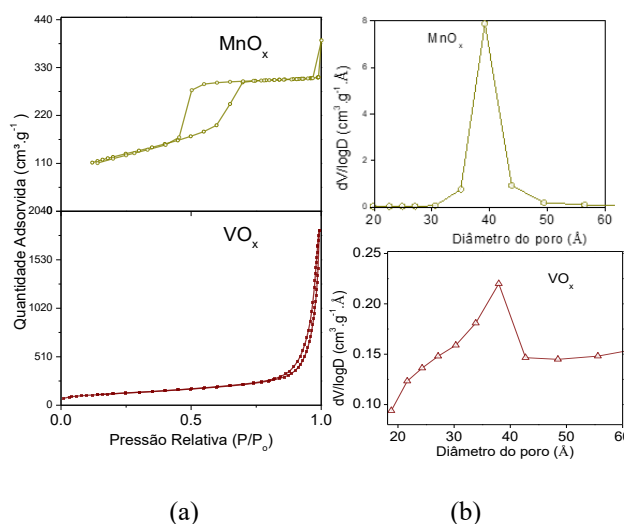 (a)
440
MnOₓ
330
220
110
0
2040
VOₓ
1530
1020
510
0
0.0 0.5 1.0
Quantidade Adsorvida (cm³.g⁻¹)
Pressão Relativa (P/P₀)
(a)
b)
8
MnOₓ
6
4
2
0
20 30 40 50 60
dV/logD (cm³.g⁻¹.Å)
Diâmetro do poro (Å)
0.25
VOₓ
0.20
0.15
0.10
20 30 40 50 60
dV/logD (cm³.g⁻¹.Å)
Diâmetro do poro (Å)
(b)